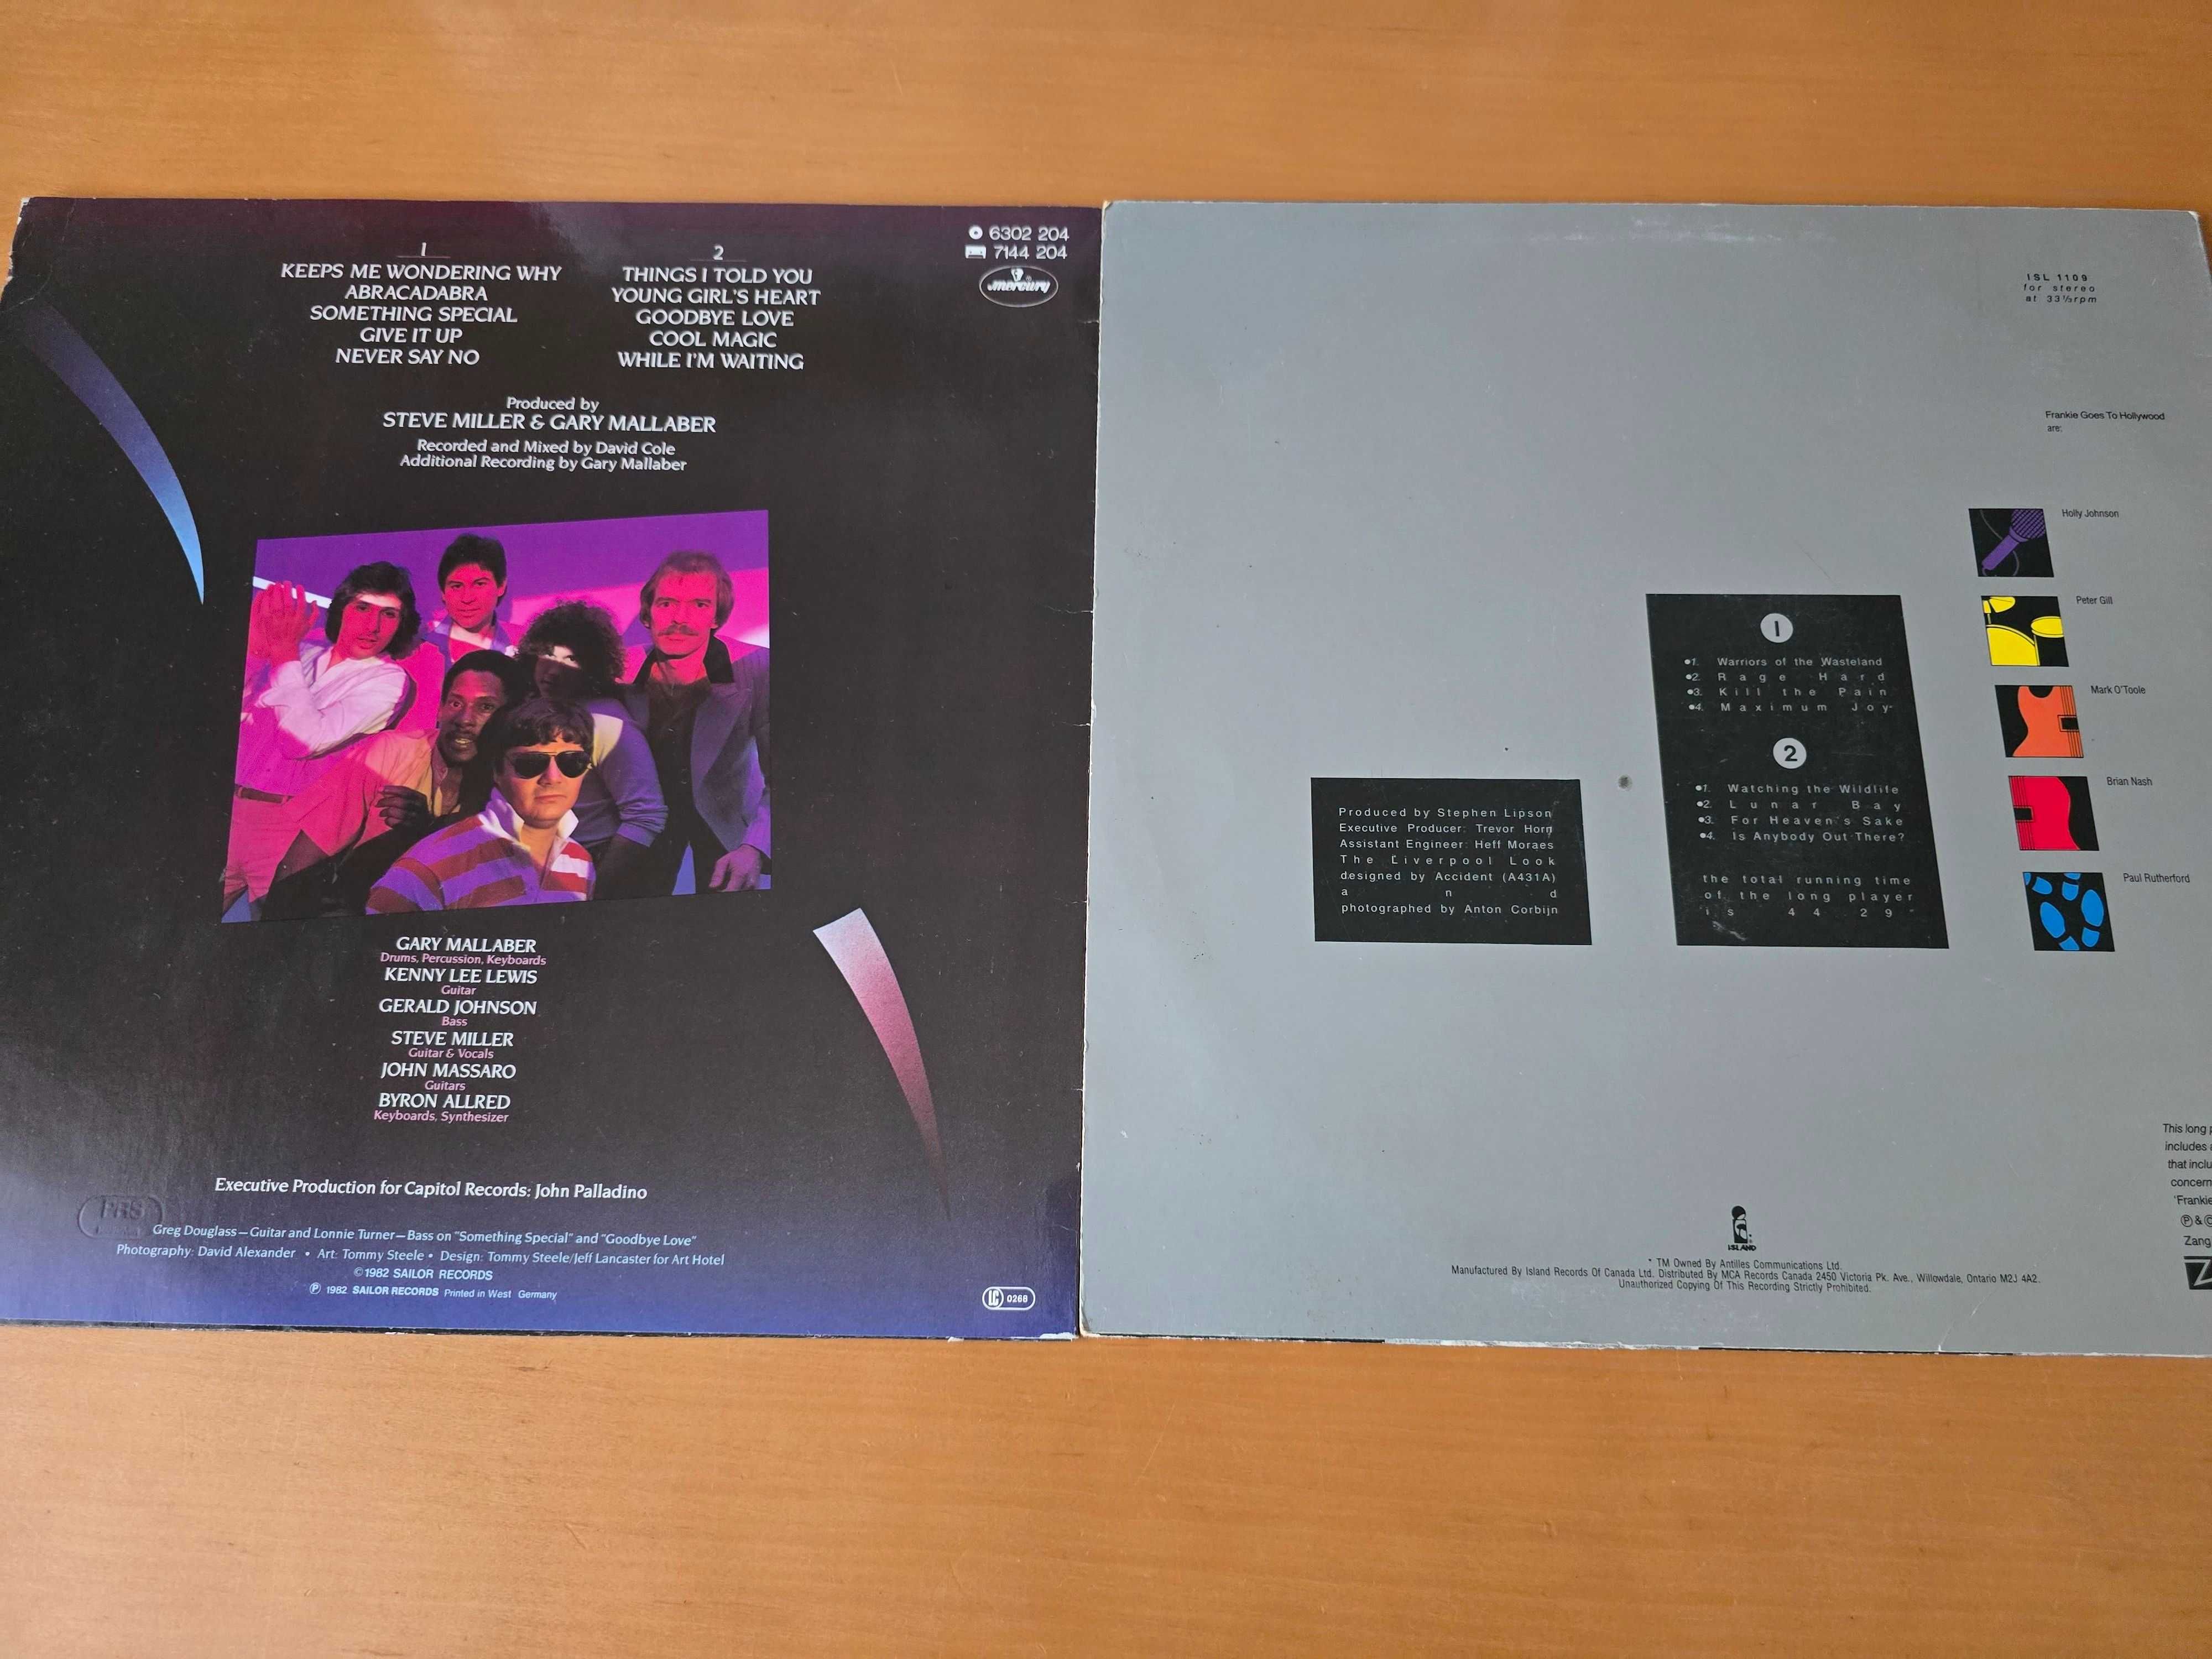 1
KEEPS ME WONDERING WHY
ABRACADABRA
SOMETHING SPECIAL
GIVE IT UP
NEVER SAY NO
2
THINGS I TOLD YOU
YOUNG GIRL'S HEART
GOODBYE LOVE
COOL MAGIC
WHILE I'M WAITING
6302 204
7144 204
mercury
Produced by
STEVE MILLER & GARY MALLABER
Recorded and Mixed by David Cole
Additional Recording by Gary Mallaber
GARY MALLABER
Drums, Percussion, Keyboards
KENNY LEE LEWIS
Guitar
GERALD JOHNSON
Bass
STEVE MILLER
Guitar & Vocals
JOHN MASSARO
Guitars
BYRON ALLRED
Keyboards, Synthesizer
Executive Production for Capitol Records: John Palladino
PRS
Greg Douglass—Guitar and Lonnie Turner—Bass on "Something Special" and "Goodbye Love"
Photography: David Alexander • Art: Tommy Steele • Design: Tommy Steele/Jeff Lancaster for Art Hotel
©1982 SAILOR RECORDS
℗ 1982 SAILOR RECORDS Printed in West Germany
LC 0268
ISL 1109
for stereo
at 33⅓rpm
Frankie Goes To Hollywood
are:
Holly Johnson
Peter Gill
Mark O'Toole
Brian Nash
Paul Rutherford
1
●1. Warriors of the Wasteland
●2. Rage Hard
●3. Kill the Pain
●4. Maximum Joy
2
●1. Watching the Wildlife
●2. Lunar Bay
●3. For Heaven's Sake
●4. Is Anybody Out There?
the total running time
of the long player
is 44 29"
Produced by Stephen Lipson
Executive Producer: Trevor Horn
Assistant Engineer: Heff Moraes
The Liverpool Look
designed by Accident (A431A)
and
photographed by Anton Corbijn
This long
includes
that inclu
concern
'Frankie
℗ & ©
Zang
Z
ISLAND
* TM Owned By Antilles Communications Ltd.
Manufactured By Island Records Of Canada Ltd. Distributed By MCA Records Canada 2450 Victoria Pk. Ave., Willowdale, Ontario M2J 4A2.
Unauthorized Copying Of This Recording Strictly Prohibited.